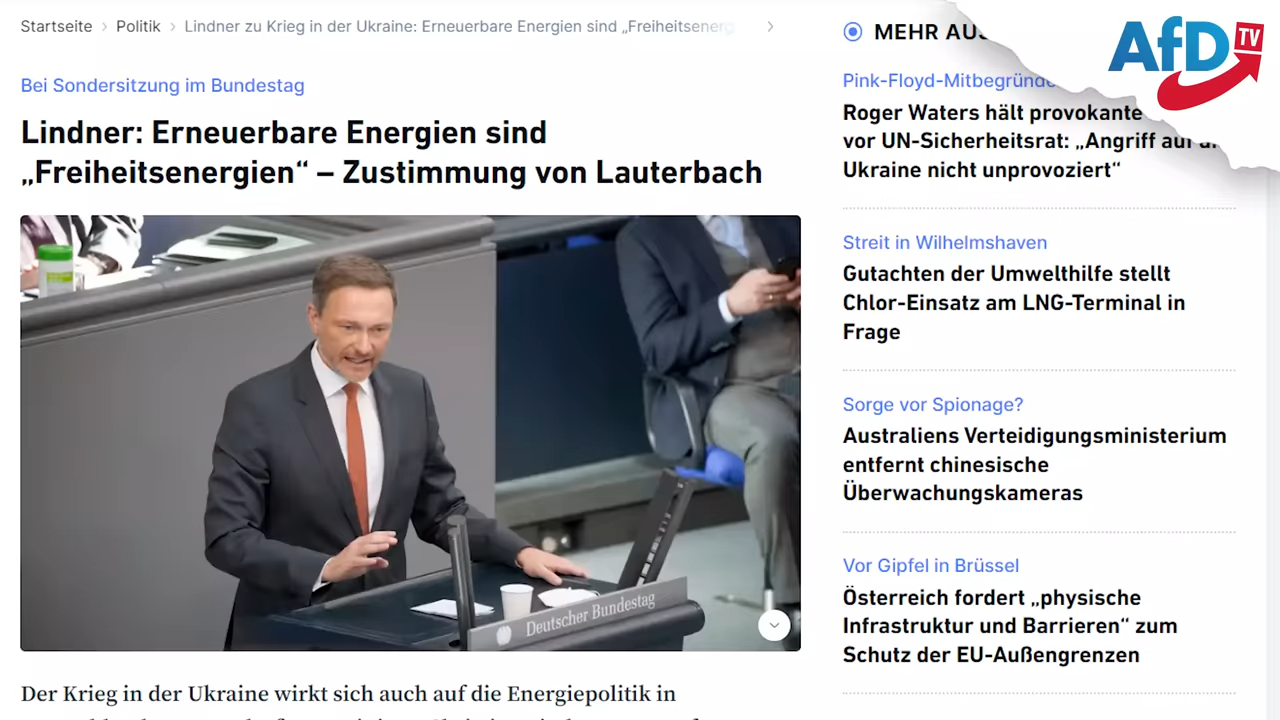 Startseite › Politik › Lindner zu Krieg in der Ukraine: Erneuerbare Energien sind „Freiheitsenerg
Bei Sondersitzung im Bundestag
Lindner: Erneuerbare Energien sind
„Freiheitsenergien“ – Zustimmung von Lauterbach
Deutscher Bundestag
Der Krieg in der Ukraine wirkt sich auch auf die Energiepolitik in
MEHR AUS
AfD TV
Pink-Floyd-Mitbegründe
Roger Waters hält provokante
vor UN-Sicherheitsrat: „Angriff auf
Ukraine nicht unprovoziert“
Streit in Wilhelmshaven
Gutachten der Umwelthilfe stellt
Chlor-Einsatz am LNG-Terminal in
Frage
Sorge vor Spionage?
Australiens Verteidigungsministerium
entfernt chinesische
Überwachungskameras
Vor Gipfel in Brüssel
Österreich fordert „physische
Infrastruktur und Barrieren“ zum
Schutz der EU-Außengrenzen